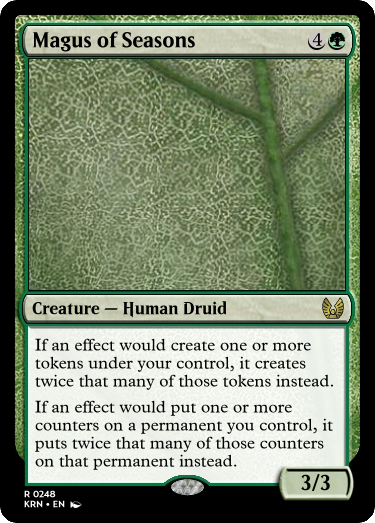 Magus of Seasons 4
Creature — Human Druid
If an effect would create one or more
tokens under your control, it creates
twice that many of those tokens instead.
If an effect would put one or more
counters on a permanent you control, it
puts twice that many of those counters
on that permanent instead.
3/3
R 0248
KRN • EN